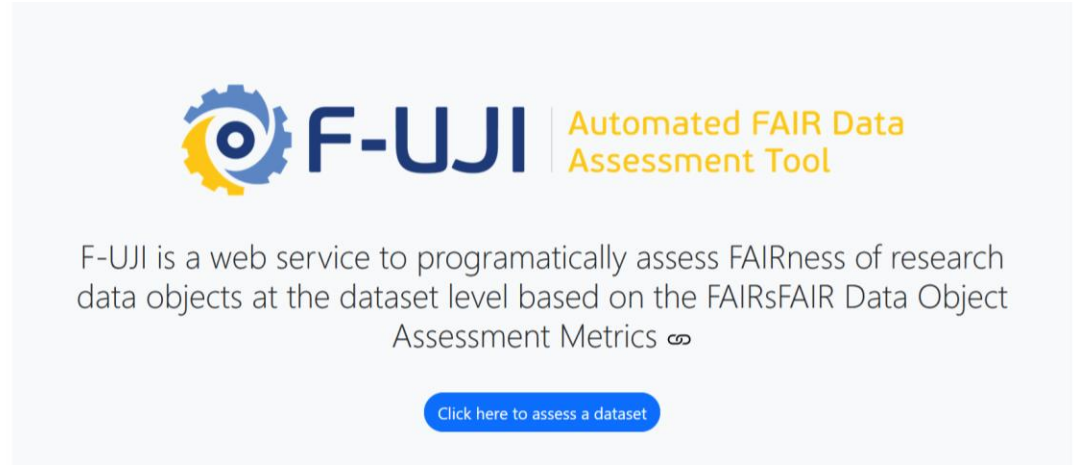 F-UJI
Automated FAIR Data
Assessment Tool
F-UJI is a web service to programatically assess FAIRness of research
data objects at the dataset level based on the FAIRsFAIR Data Object
Assessment Metrics
Click here to assess a dataset